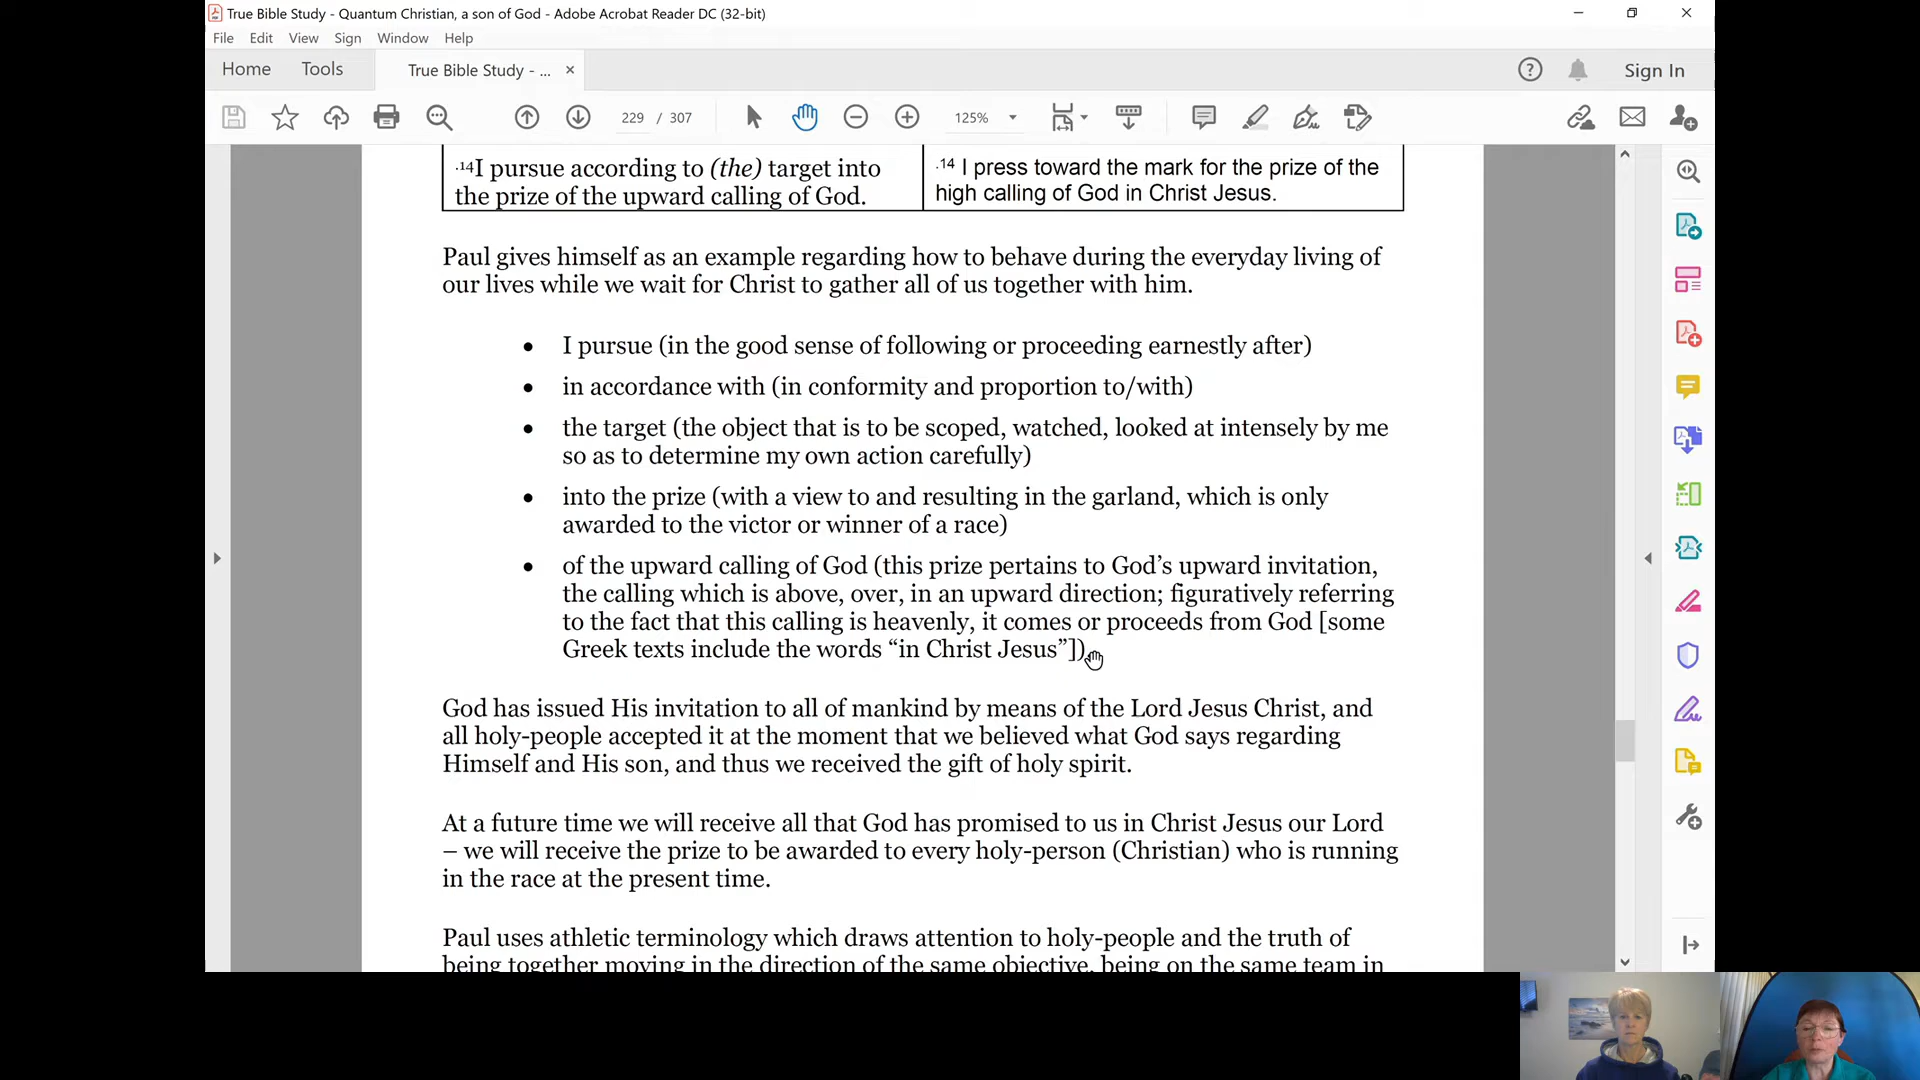 True Bible Study - Quantum Christian, a son of God - Adobe Acrobat Reader DC (32-bit)
File Edit View Sign Window Help
Home Tools True Bible Study - ... Sign In
229 / 307 125%
.14I pursue according to (the) target into
the prize of the upward calling of God.
.14 I press toward the mark for the prize of the
high calling of God in Christ Jesus.
Paul gives himself as an example regarding how to behave during the everyday living of
our lives while we wait for Christ to gather all of us together with him.
• I pursue (in the good sense of following or proceeding earnestly after)
• in accordance with (in conformity and proportion to/with)
• the target (the object that is to be scoped, watched, looked at intensely by me
so as to determine my own action carefully)
• into the prize (with a view to and resulting in the garland, which is only
awarded to the victor or winner of a race)
• of the upward calling of God (this prize pertains to God’s upward invitation,
the calling which is above, over, in an upward direction; figuratively referring
to the fact that this calling is heavenly, it comes or proceeds from God [some
Greek texts include the words “in Christ Jesus”])
God has issued His invitation to all of mankind by means of the Lord Jesus Christ, and
all holy-people accepted it at the moment that we believed what God says regarding
Himself and His son, and thus we received the gift of holy spirit.
At a future time we will receive all that God has promised to us in Christ Jesus our Lord
– we will receive the prize to be awarded to every holy-person (Christian) who is running
in the race at the present time.
Paul uses athletic terminology which draws attention to holy-people and the truth of
being together moving in the direction of the same objective, being on the same team in